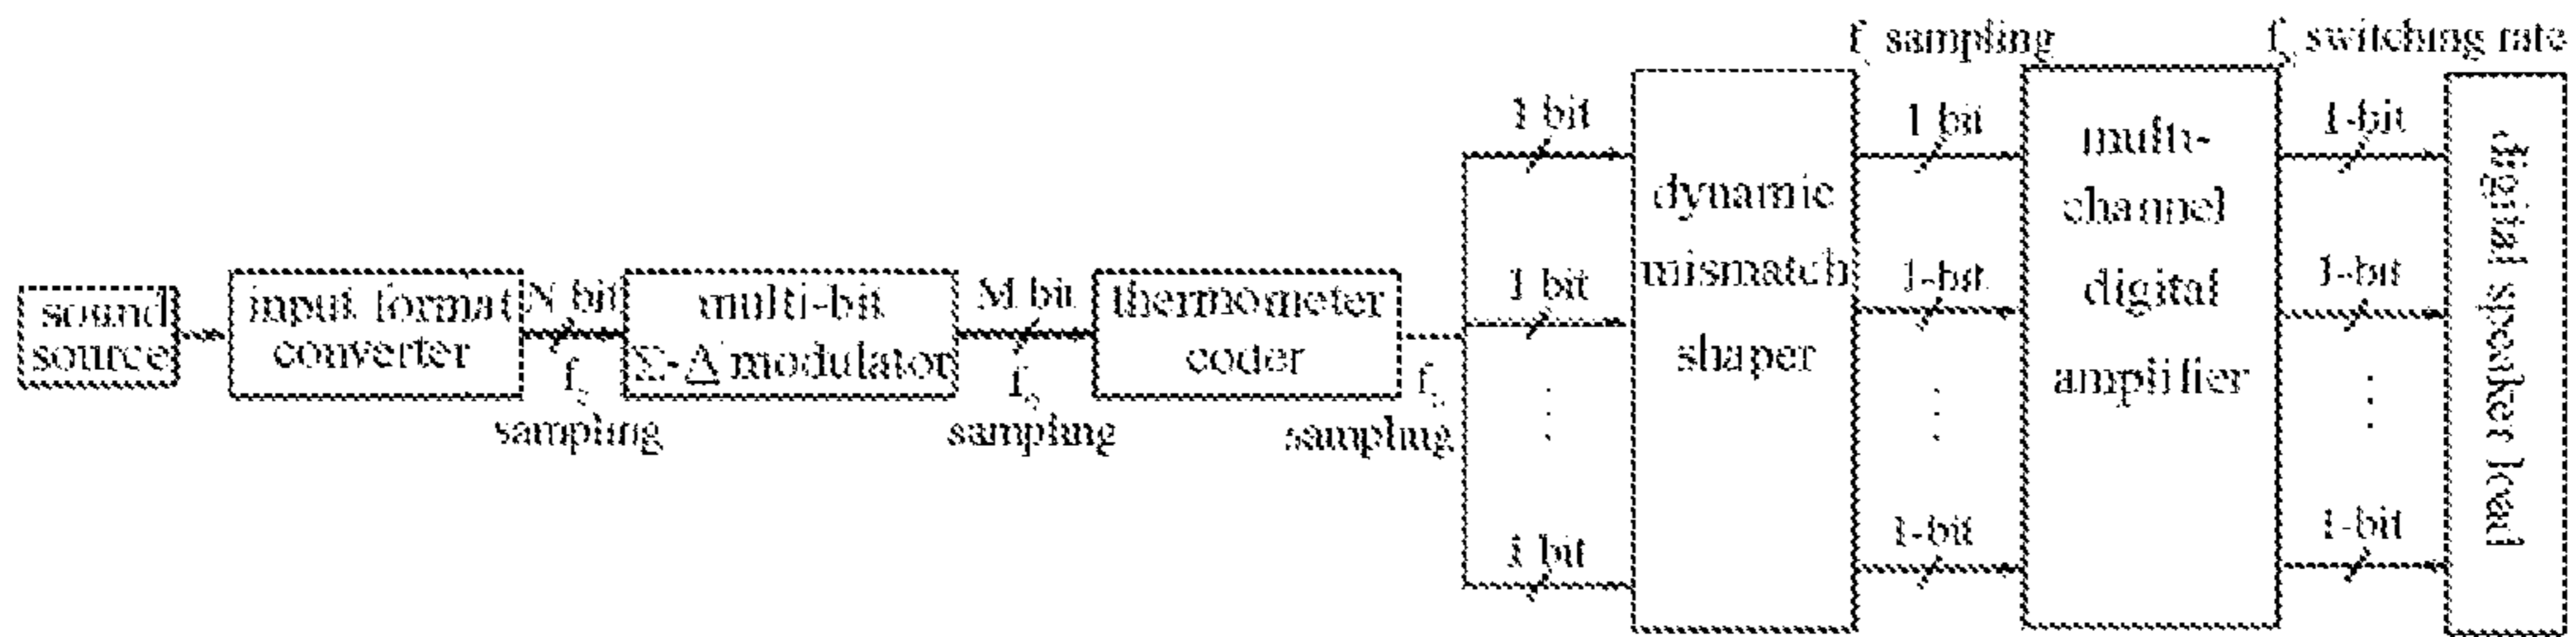 sound
source
input format
converter
N bit
f_s
sampling
multi-bit
Σ-Δ modulator
M bit
f_s
sampling
thermometer
coder
f_s
sampling
1 bit
1 bit
1 bit
dynamic
mismatch
shaper
f_s sampling
1 bit
1-bit
1-bit
multi-
channel
digital
amplifier
f_s switching rate
1-bit
1-bit
1-bit
digital speaker load